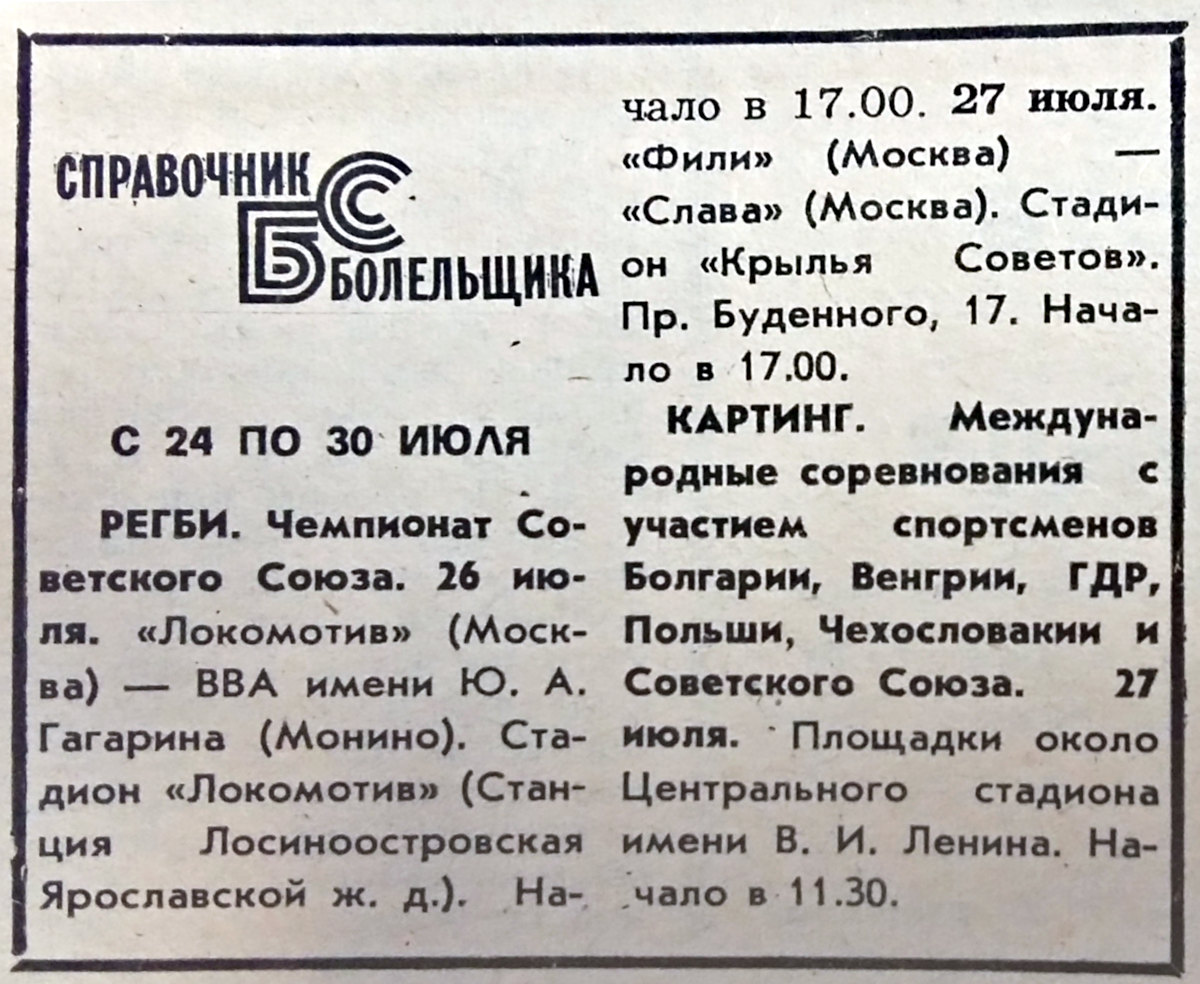 СПРАВОЧНИК
БС
БОЛЕЛЬЩИКА
С 24 ПО 30 ИЮЛЯ
РЕГБИ. Чемпионат Со-
ветского Союза. 26 ию-
ля. «Локомотив» (Моск-
ва) — ВВА имени Ю. А.
Гагарина (Монино). Ста-
дион «Локомотив» (Стан-
ция Лосиноостровская
Ярославской ж. д.). На-
чало в 17.00. 27 июля.
«Фили» (Москва) —
«Слава» (Москва). Стади-
он «Крылья Советов».
Пр. Буденного, 17. Нача-
ло в 17.00.
КАРТИНГ. Междуна-
родные соревнования с
участием спортсменов
Болгарии, Венгрии, ГДР,
Польши, Чехословакии и
Советского Союза. 27
июля. Площадки около
Центрального стадиона
имени В. И. Ленина. На-
чало в 11.30.